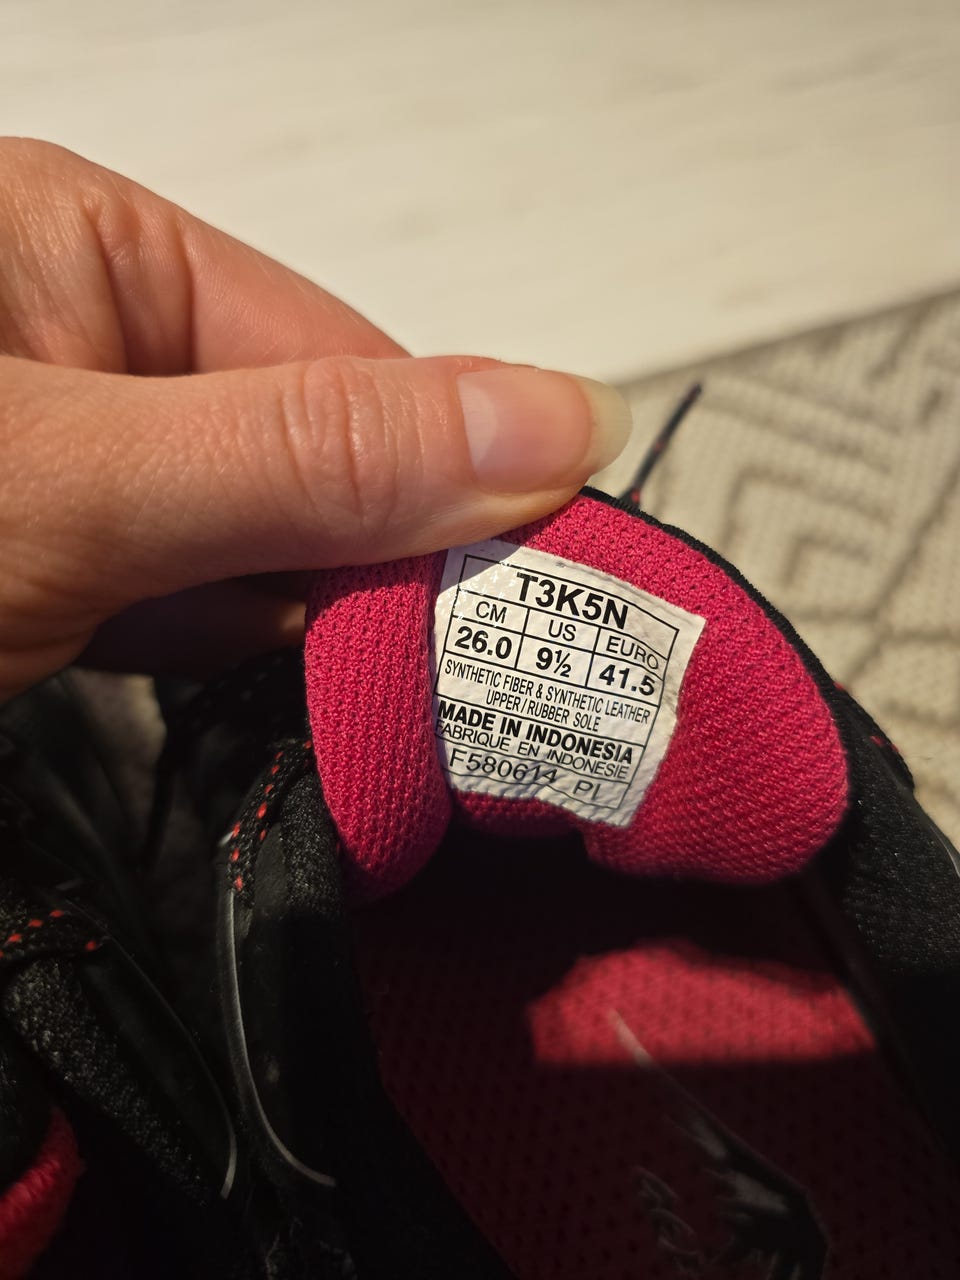 T3K5N
CM US EURO
26.0 9½ 41.5
SYNTHETIC FIBER & SYNTHETIC LEATHER
UPPER / RUBBER SOLE
MADE IN INDONESIA
FABRIQUE EN INDONESIE
F580614 PI